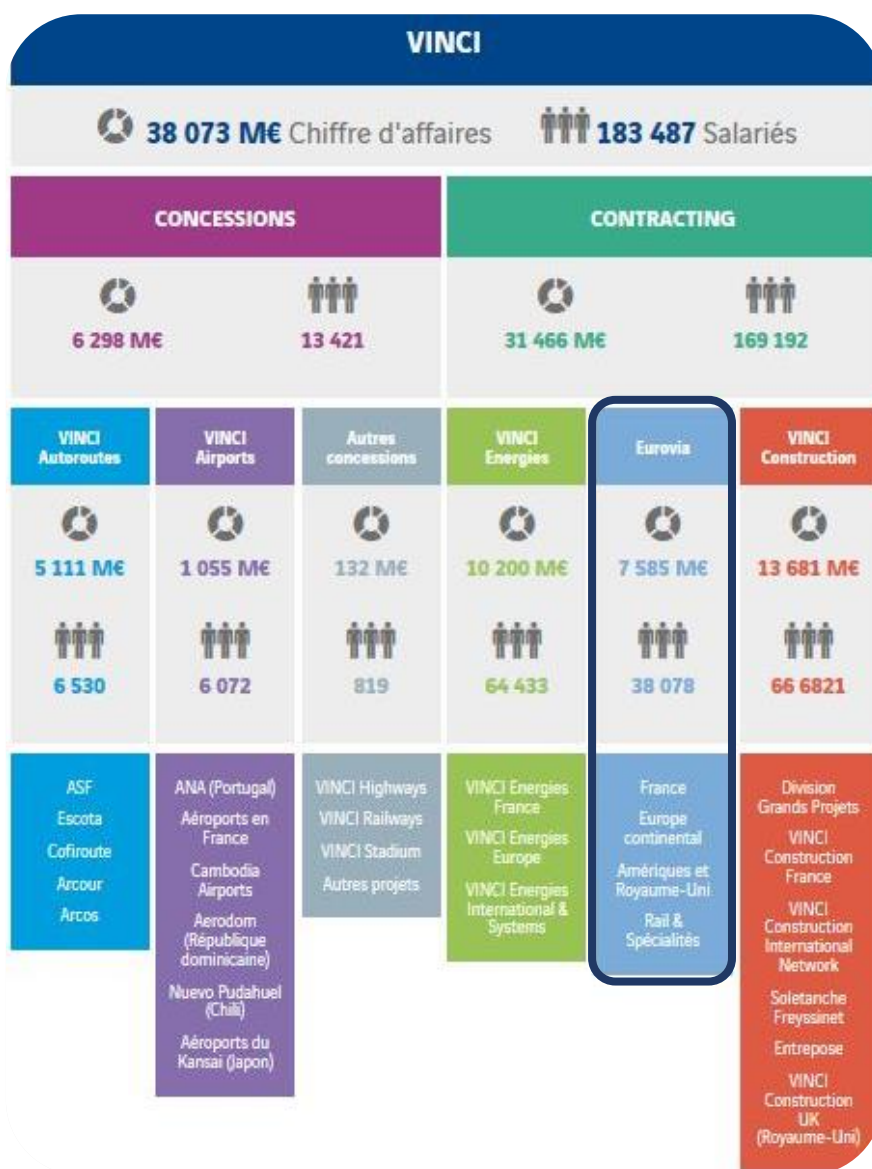 VINCI
38 073 M€ Chiffre d'affaires
183 487 Salariés
CONCESSIONS
CONTRACTING
6 298 M€
13 421
31 466 M€
169 192
VINCI
Autoroutes
VINCI
Airports
Autres
concessions
VINCI
Energies
Eurovia
VINCI
Construction
5 111 M€
1 055 M€
132 M€
10 200 M€
7 585 M€
13 681 M€
6 530
6 072
819
64 433
38 078
66 6821
ASF
Escota
Cofiroute
Arcour
Arcos
ANA (Portugal)
Aéroports en
France
Cambodia
Airports
Aerodom
(République
dominicaine)
Nuevo Pudahuel
(Chili)
Aéroports du
Kansai (Japon)
VINCI Highways
VINCI Railways
VINCI Stadium
Autres projets
VINCI Energies
France
VINCI Energies
Europe
VINCI Energies
International &
Systems
France
Europe
continental
Amériques et
Royaume-Uni
Rail &
Spécialités
Division
Grands Projets
VINCI
Construction
France
VINCI
Construction
International
Network
Soletanche
Freyssinet
Entrepose
VINCI
Construction
UK
(Royaume-Uni)